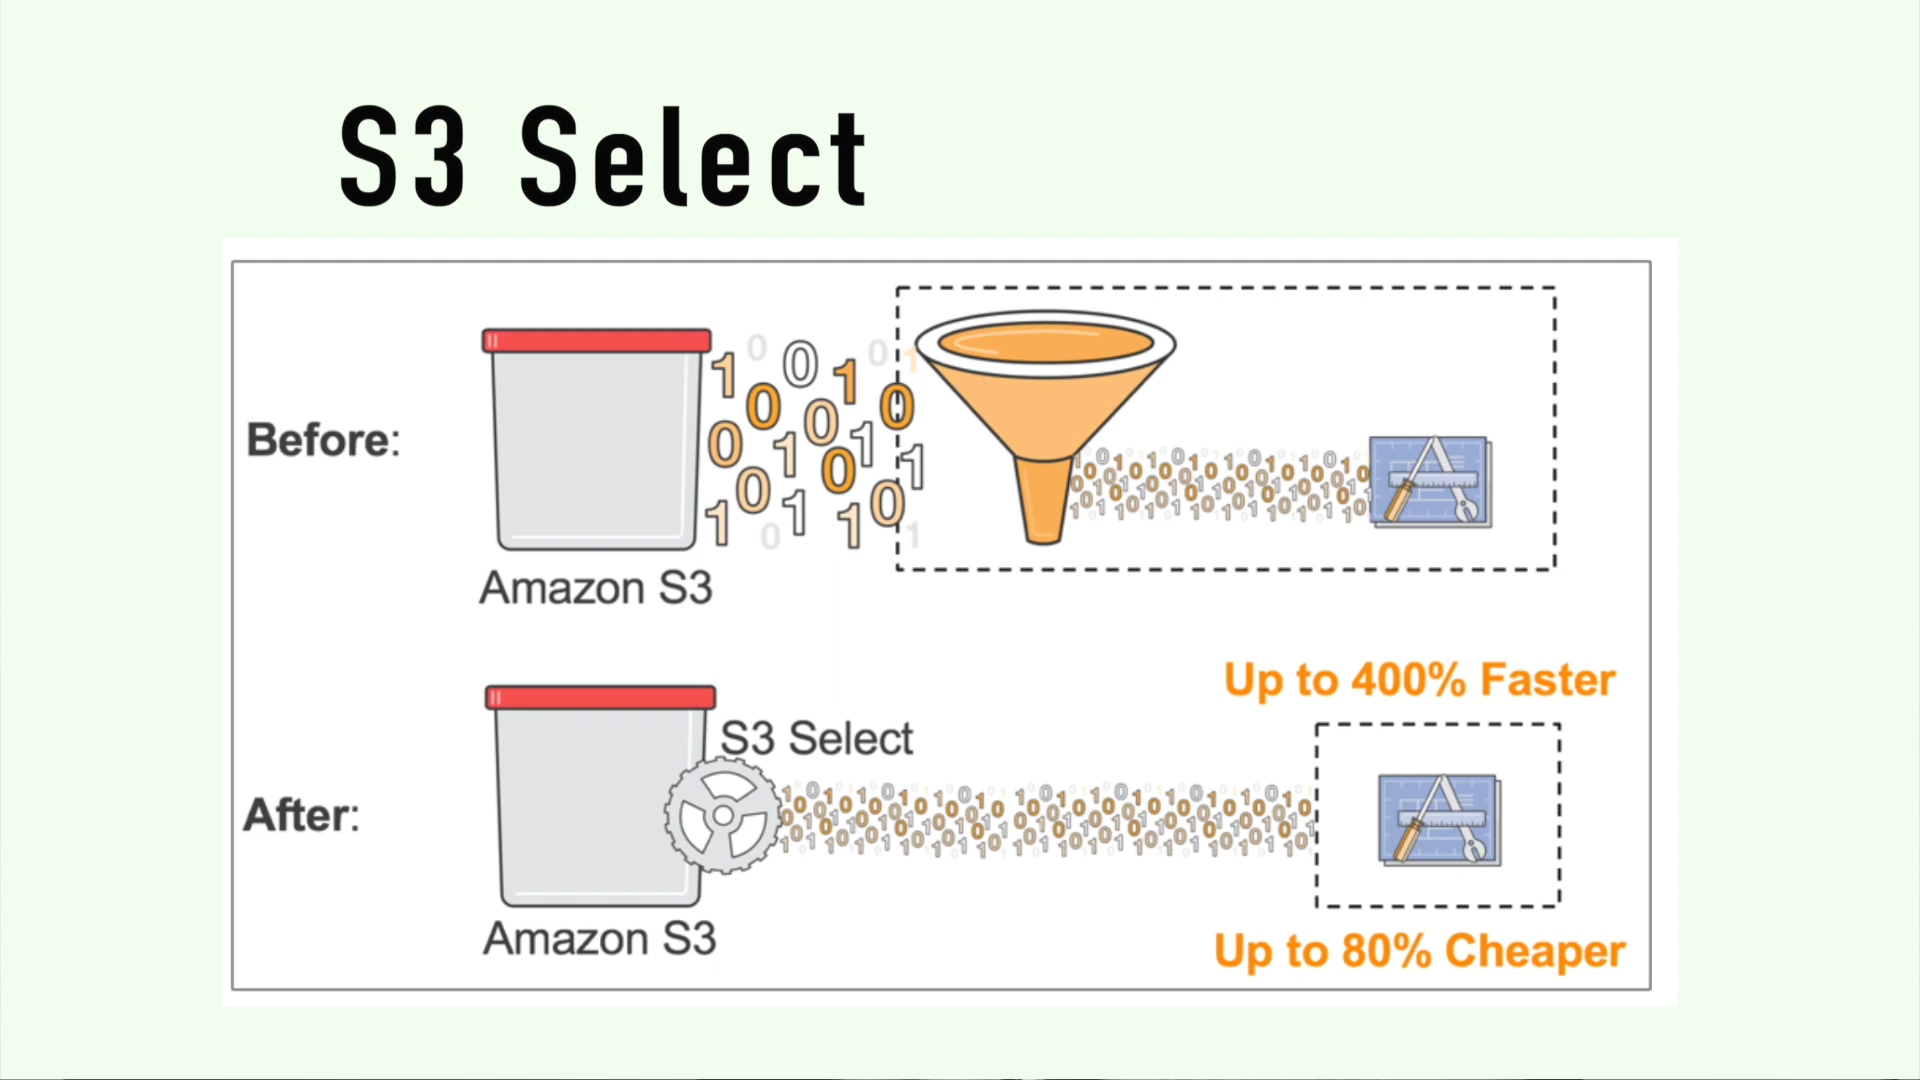 S3 Select
Before:
Amazon S3
Up to 400% Faster
S3 Select
After:
Amazon S3
Up to 80% Cheaper